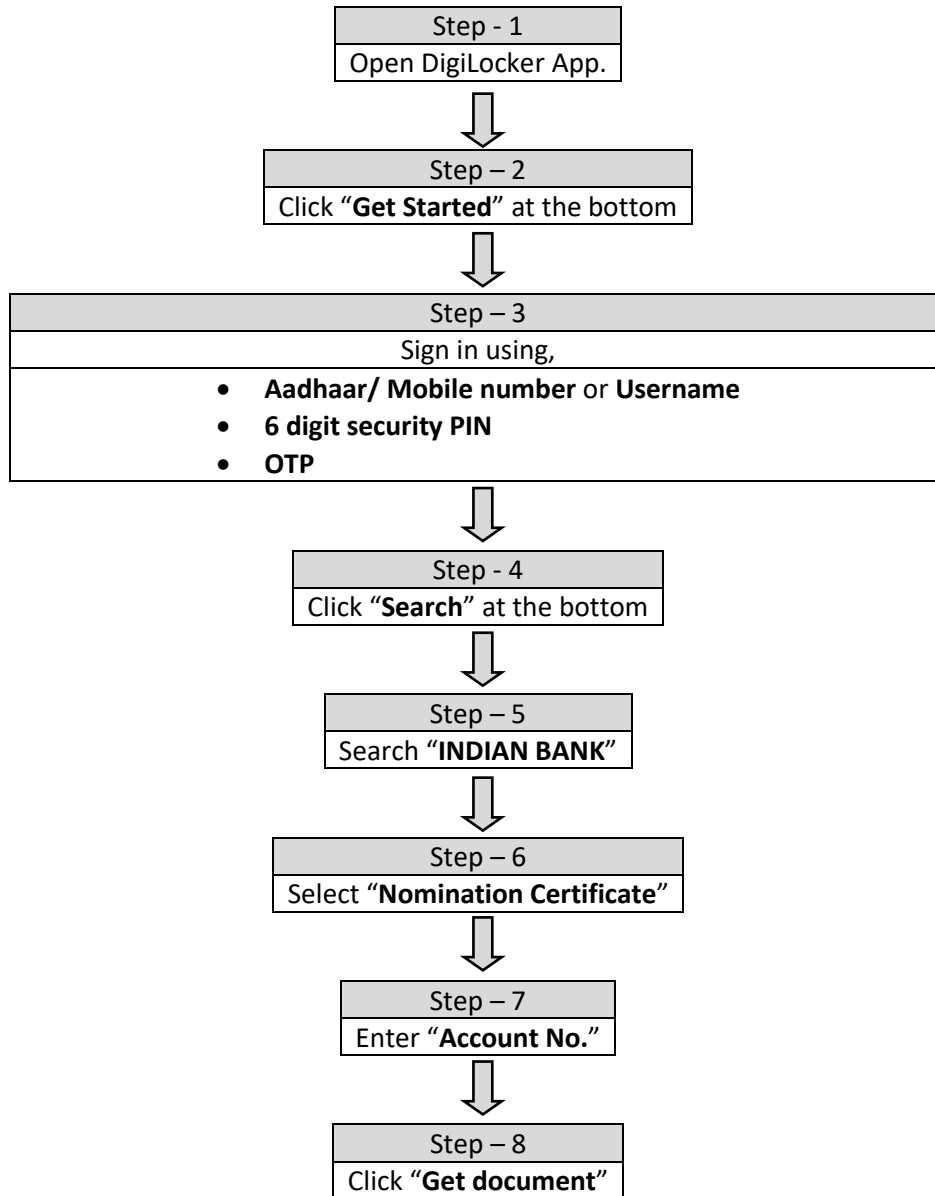 Step - 1
Open DigiLocker App.
Step – 2
Click “Get Started” at the bottom
Step – 3
Sign in using,
• Aadhaar/ Mobile number or Username
• 6 digit security PIN
• OTP
Step - 4
Click “Search” at the bottom
Step – 5
Search “INDIAN BANK”
Step – 6
Select “Nomination Certificate”
Step – 7
Enter “Account No.”
Step – 8
Click “Get document”